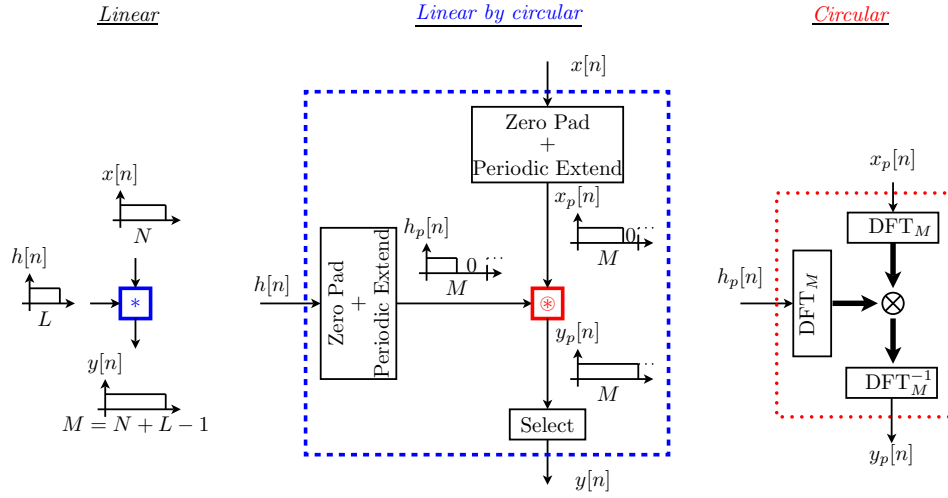 Linear
Linear by circular
Circular
x[n]
N
h[n]
L
*
y[n]
M = N + L − 1
x[n]
Zero Pad
+
Periodic Extend
x_p[n]
0 ...
M
h[n]
Zero Pad
+
Periodic Extend
h_p[n]
0 ...
M
⊛
y_p[n]
...
M
Select
y[n]
x_p[n]
DFT_M
h_p[n]
DFT_M
⊗
DFT_M^{-1}
y_p[n]